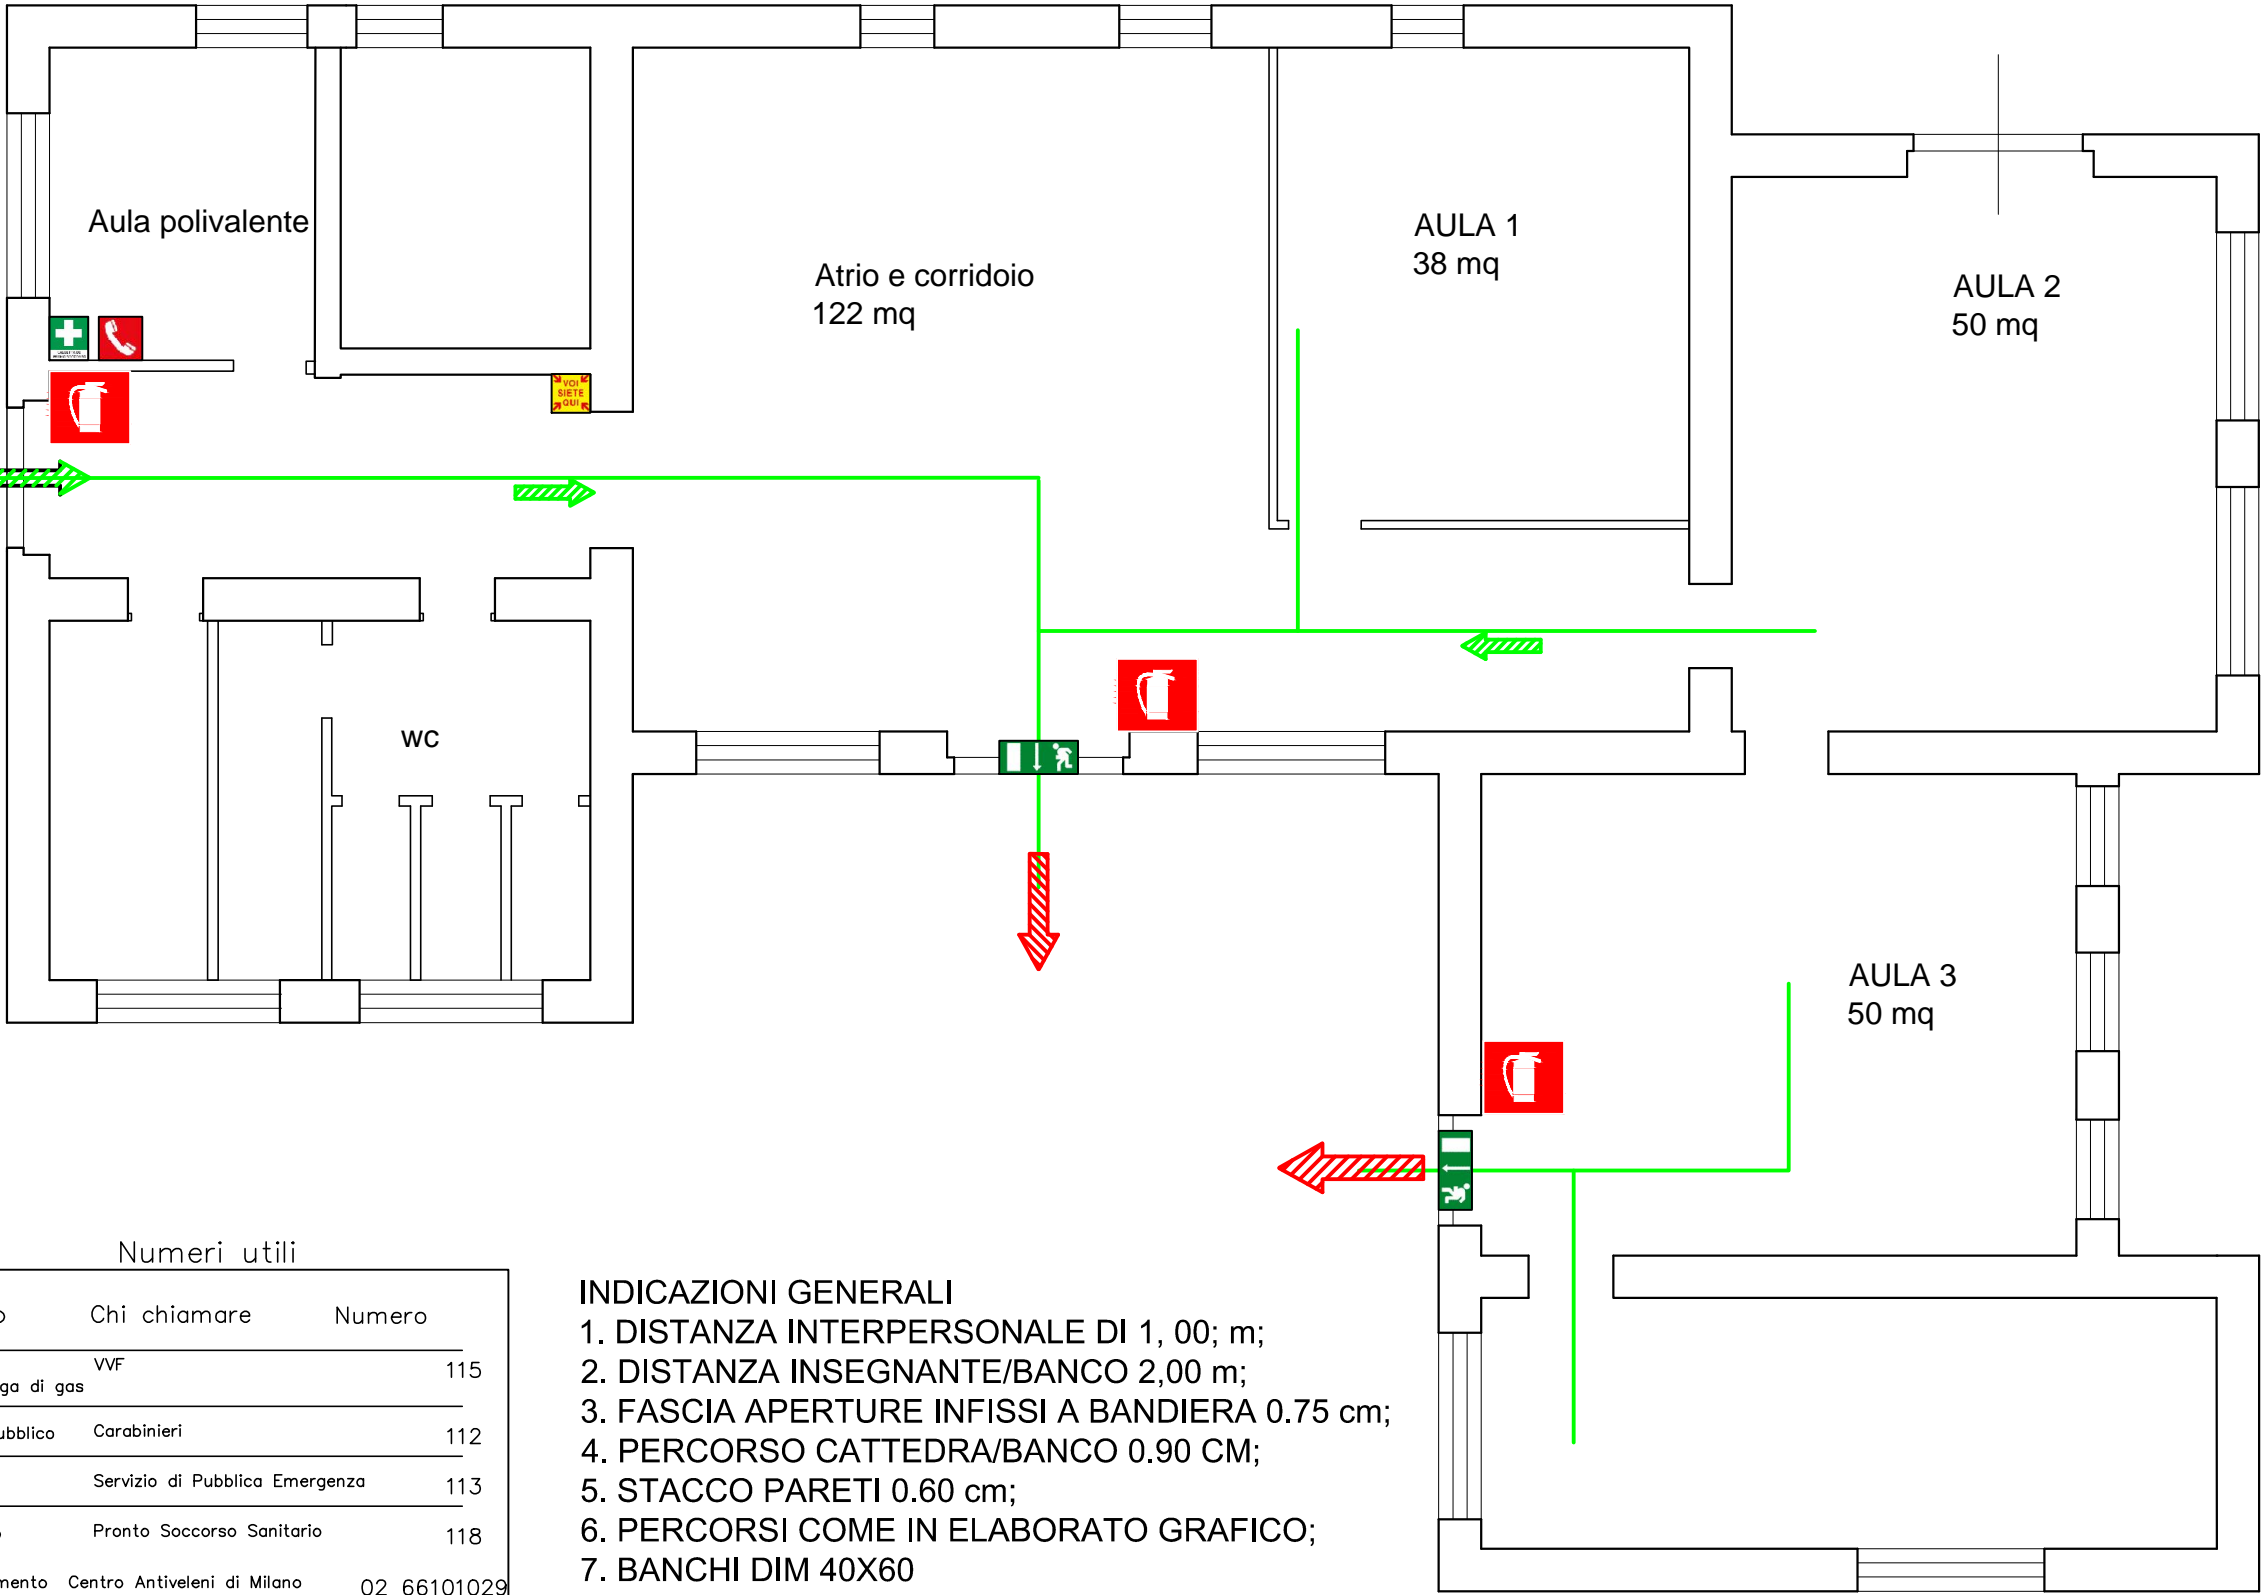 Aula polivalente
Atrio e corridoio
122 mq
AULA 1
38 mq
AULA 2
50 mq
VOI
SIETE
QUI
wc
AULA 3
50 mq
Numeri utili
Chi chiamare Numero
VVF 115
ga di gas
ubblico Carabinieri 112
Servizio di Pubblica Emergenza 113
Pronto Soccorso Sanitario 118
mento Centro Antiveleni di Milano 02 66101029
INDICAZIONI GENERALI
1. DISTANZA INTERPERSONALE DI 1, 00; m;
2. DISTANZA INSEGNANTE/BANCO 2,00 m;
3. FASCIA APERTURE INFISSI A BANDIERA 0.75 cm;
4. PERCORSO CATTEDRA/BANCO 0.90 CM;
5. STACCO PARETI 0.60 cm;
6. PERCORSI COME IN ELABORATO GRAFICO;
7. BANCHI DIM 40X60